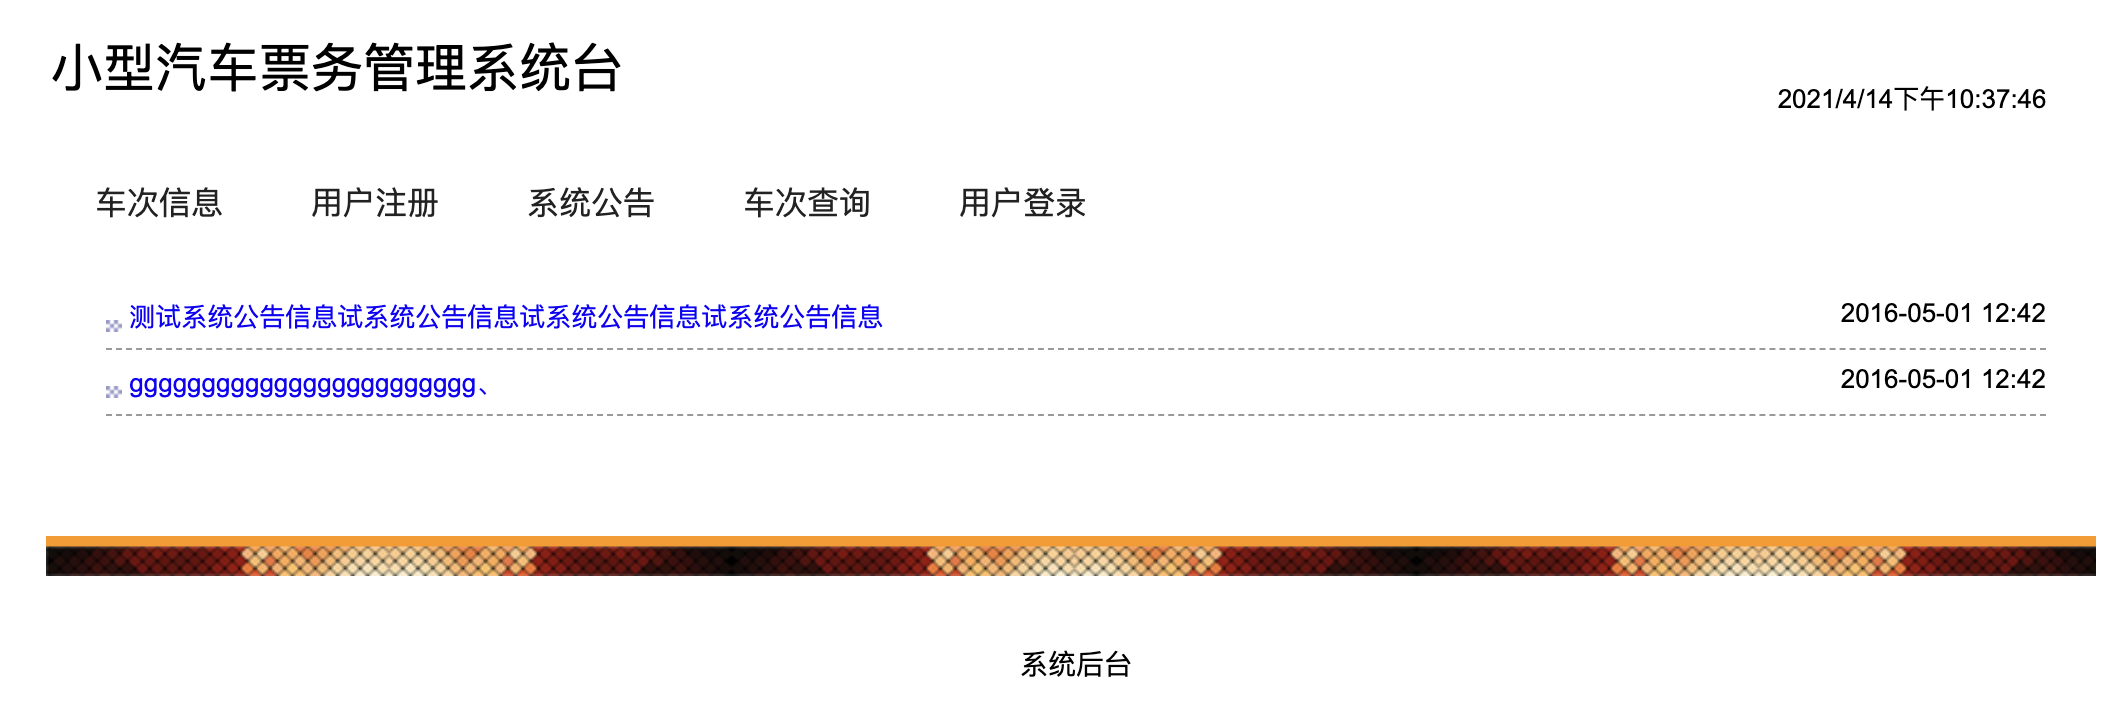 小型汽车票务管理系统台
2021/4/14下午10:37:46
车次信息 用户注册 系统公告 车次查询 用户登录
测试系统公告信息试系统公告信息试系统公告信息试系统公告信息 2016-05-01 12:42
gggggggggggggggggggggggg、 2016-05-01 12:42
系统后台